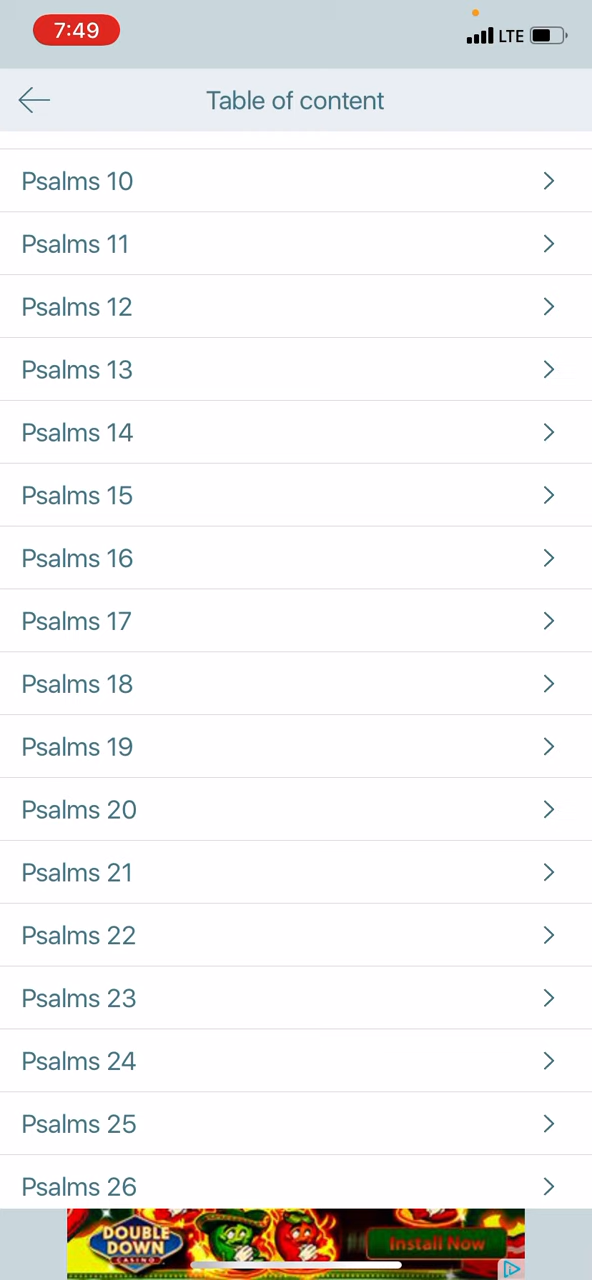 7:49
LTE
Table of content
Psalms 10
Psalms 11
Psalms 12
Psalms 13
Psalms 14
Psalms 15
Psalms 16
Psalms 17
Psalms 18
Psalms 19
Psalms 20
Psalms 21
Psalms 22
Psalms 23
Psalms 24
Psalms 25
Psalms 26
DOUBLE
DOWN
CASINO
Install Now